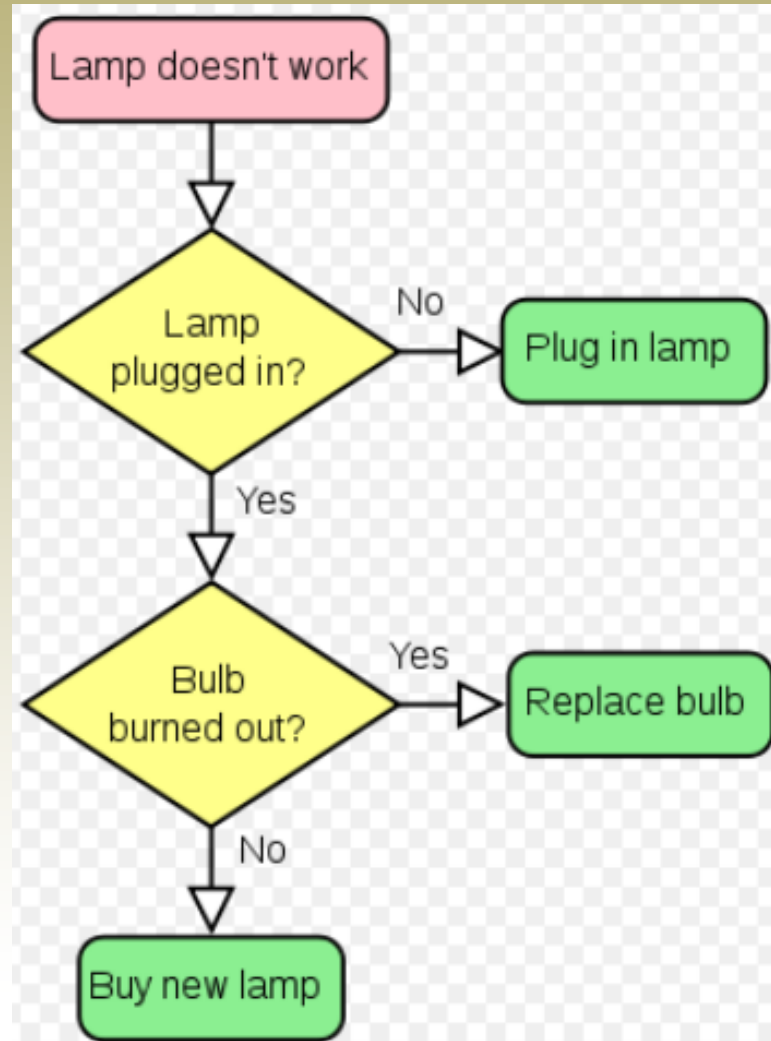 Lamp doesn't work
Lamp
plugged in?
No
Plug in lamp
Yes
Bulb
burned out?
Yes
Replace bulb
No
Buy new lamp